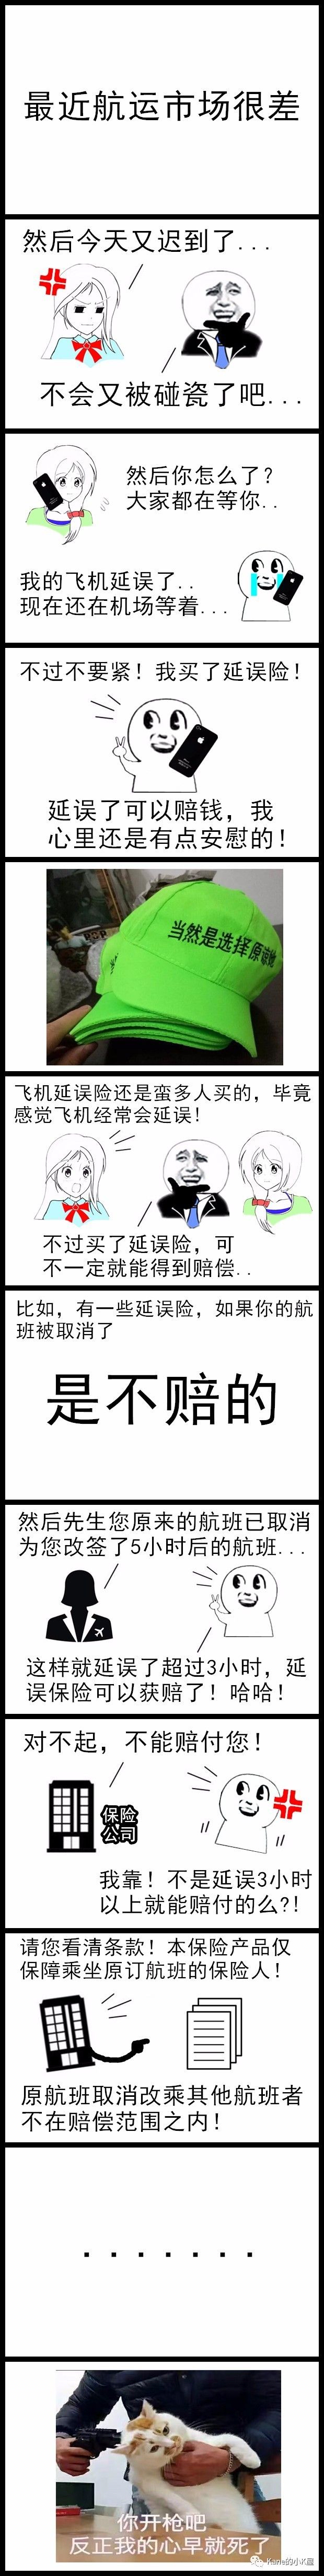 最近航运市场很差
然后今天又迟到了...
不会又被碰瓷了吧...
然后你怎么了？
大家都在等你..
我的飞机延误了..
现在还在机场等着...
不过不要紧！我买了延误险！
延误了可以赔钱，我
心里还是有点安慰的！
当然是选择原谅她
飞机延误险还是蛮多人买的，毕竟
感觉飞机经常会延误！
不过买了延误险，可
不一定就能得到赔偿..
比如，有一些延误险，如果你的航
班被取消了
是不赔的
然后先生您原来的航班已取消
为您改签了5小时后的航班...
这样就延误了超过3小时，延
误保险可以获赔了！哈哈！
对不起，不能赔付您！
保险
公司
我靠！不是延误3小时
以上就能赔付的么？！
请您看清条款！本保险产品仅
保障乘坐原订航班的保险人！
原航班取消改乘其他航班者
不在赔偿范围之内！
.......
你开枪吧
反正我的心早就死了